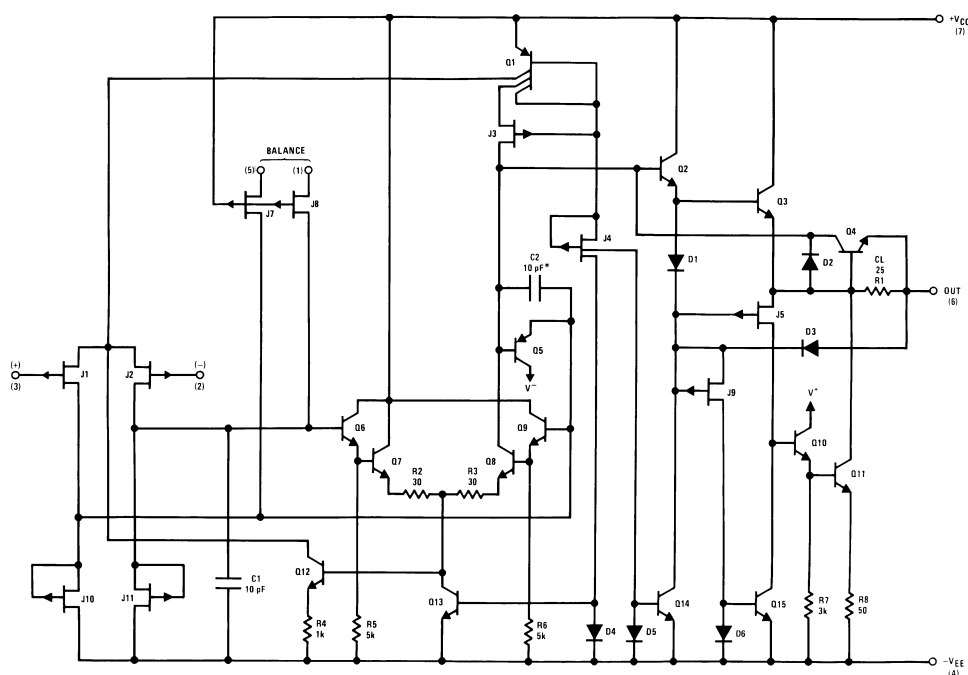 +VCC
(7)
Q1
J3
BALANCE
(5)
(1)
J7
J8
Q2
Q3
Q4
J4
D1
D2
CL
25
R1
OUT
(6)
C2
10 pF*
J5
Q5
V−
D3
(+)
(3)
J1
J2
(−)
(2)
J9
V+
Q6
Q9
Q10
Q7
Q8
R2
30
R3
30
Q11
Q12
C1
10 pF
J10
J11
Q13
R4
1k
R5
5k
R6
5k
D4
D5
Q14
D6
Q15
R7
3k
R8
50
−VEE
(4)